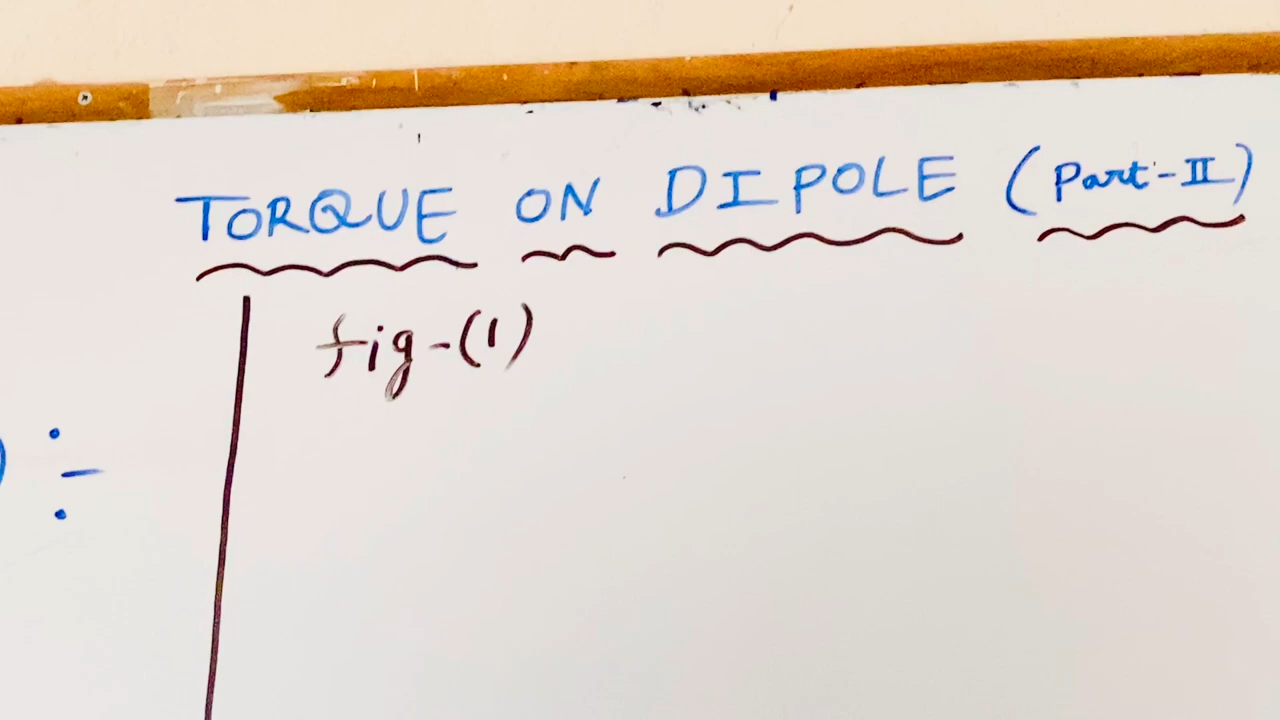 TORQUE ON DIPOLE (Part-II)
fig-(1)
) :-